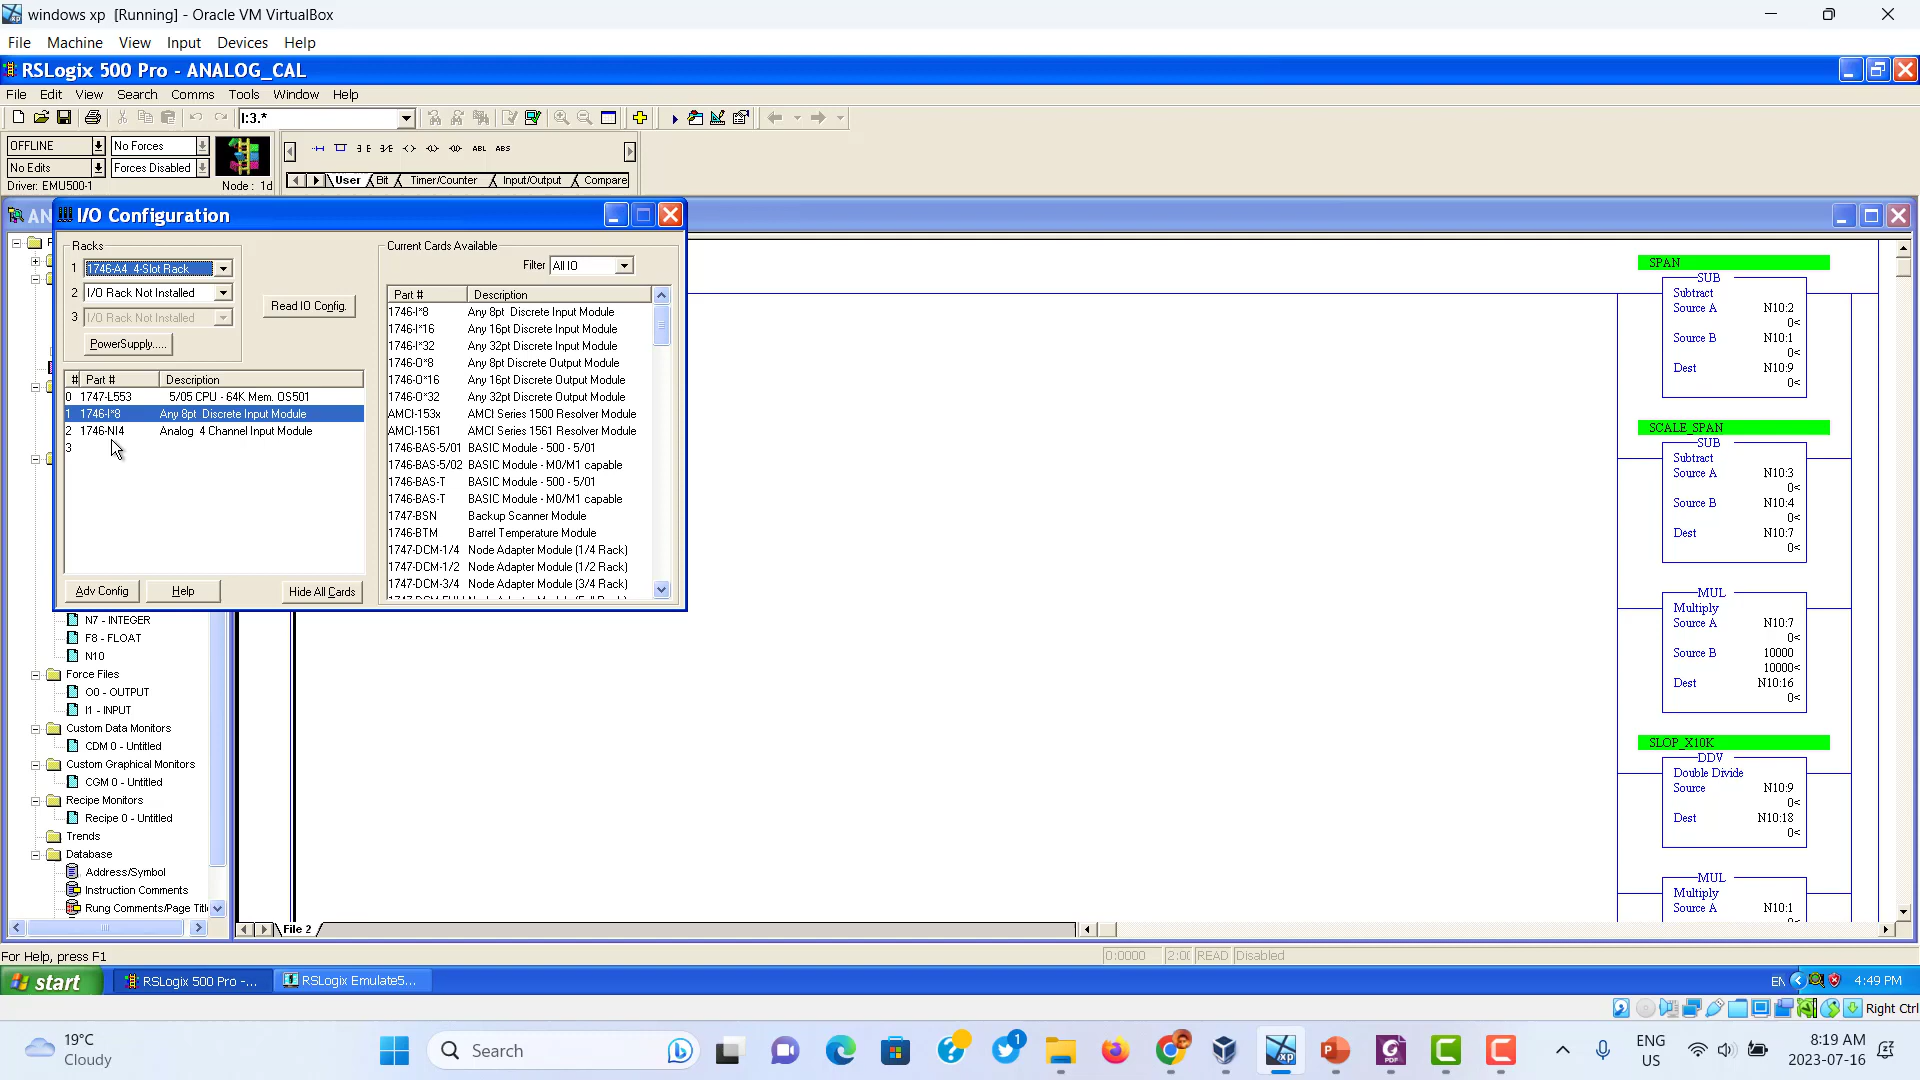 windows xp  [Running] - Oracle VM VirtualBox
File Machine View Input Devices Help
RSLogix 500 Pro - ANALOG_CAL
File Edit View Search Comms Tools Window Help
I:3.*
OFFLINE No Forces
No Edits Forces Disabled
Driver: EMU500-1 Node : 1d
User Bit Timer/Counter Input/Output Compare
AN
I/O Configuration
Racks
1 1746-A4 4-Slot Rack
2 I/O Rack Not Installed
3 I/O Rack Not Installed
PowerSupply.....
Read IO Config.
# Part # Description
0 1747-L553 5/05 CPU - 64K Mem. OS501
1 1746-I*8 Any 8pt Discrete Input Module
2 1746-NI4 Analog 4 Channel Input Module
3
Adv Config Help Hide All Cards
Current Cards Available
Filter All IO
Part # Description
1746-I*8 Any 8pt Discrete Input Module
1746-I*16 Any 16pt Discrete Input Module
1746-I*32 Any 32pt Discrete Input Module
1746-O*8 Any 8pt Discrete Output Module
1746-O*16 Any 16pt Discrete Output Module
1746-O*32 Any 32pt Discrete Output Module
AMCI-153x AMCI Series 1500 Resolver Module
AMCI-1561 AMCI Series 1561 Resolver Module
1746-BAS-5/01 BASIC Module - 500 - 5/01
1746-BAS-5/02 BASIC Module - M0/M1 capable
1746-BAS-T BASIC Module - 500 - 5/01
1746-BAS-T BASIC Module - M0/M1 capable
1747-BSN Backup Scanner Module
1746-BTM Barrel Temperature Module
1747-DCM-1/4 Node Adapter Module (1/4 Rack)
1747-DCM-1/2 Node Adapter Module (1/2 Rack)
1747-DCM-3/4 Node Adapter Module (3/4 Rack)
N7 - INTEGER
F8 - FLOAT
N10
Force Files
O0 - OUTPUT
I1 - INPUT
Custom Data Monitors
CDM 0 - Untitled
Custom Graphical Monitors
CGM 0 - Untitled
Recipe Monitors
Recipe 0 - Untitled
Trends
Database
Address/Symbol
Instruction Comments
Rung Comments/Page Titl
SPAN
SUB
Subtract
Source A N10:2
0<
Source B N10:1
0<
Dest N10:9
0<
SCALE_SPAN
SUB
Subtract
Source A N10:3
0<
Source B N10:4
0<
Dest N10:7
0<
MUL
Multiply
Source A N10:7
0<
Source B 10000
10000<
Dest N10:16
0<
SLOP_X10K
DDV
Double Divide
Source N10:9
0<
Dest N10:18
0<
MUL
Multiply
Source A N10:1
File 2
For Help, press F1
0:0000 2:00 READ Disabled
start RSLogix 500 Pro -... RSLogix Emulate5... EN 4:49 PM
Right Ctrl
19°C
Cloudy
Search
1
ENG
US
8:19 AM
2023-07-16